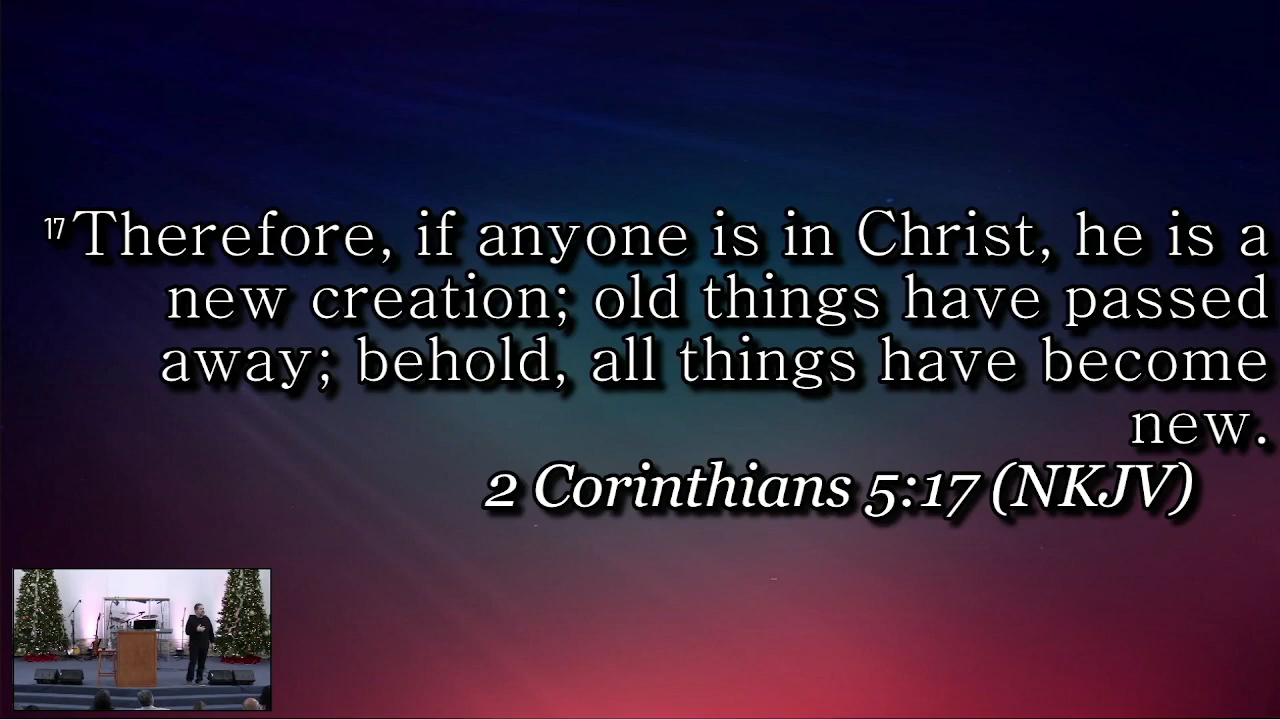 17 Therefore, if anyone is in Christ, he is a
new creation; old things have passed
away; behold, all things have become
new.
2 Corinthians 5:17 (NKJV)